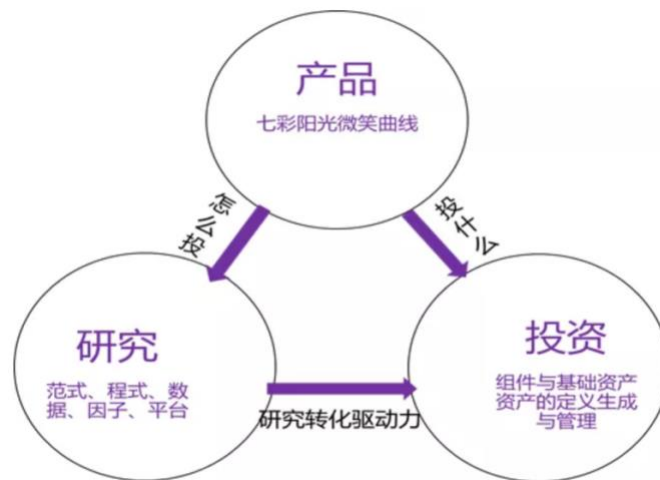 产品
七彩阳光微笑曲线
怎么投
投什么
研究
范式、程式、数
据、因子、平台
投资
组件与基础资产
资产的定义生成
与管理
研究转化驱动力